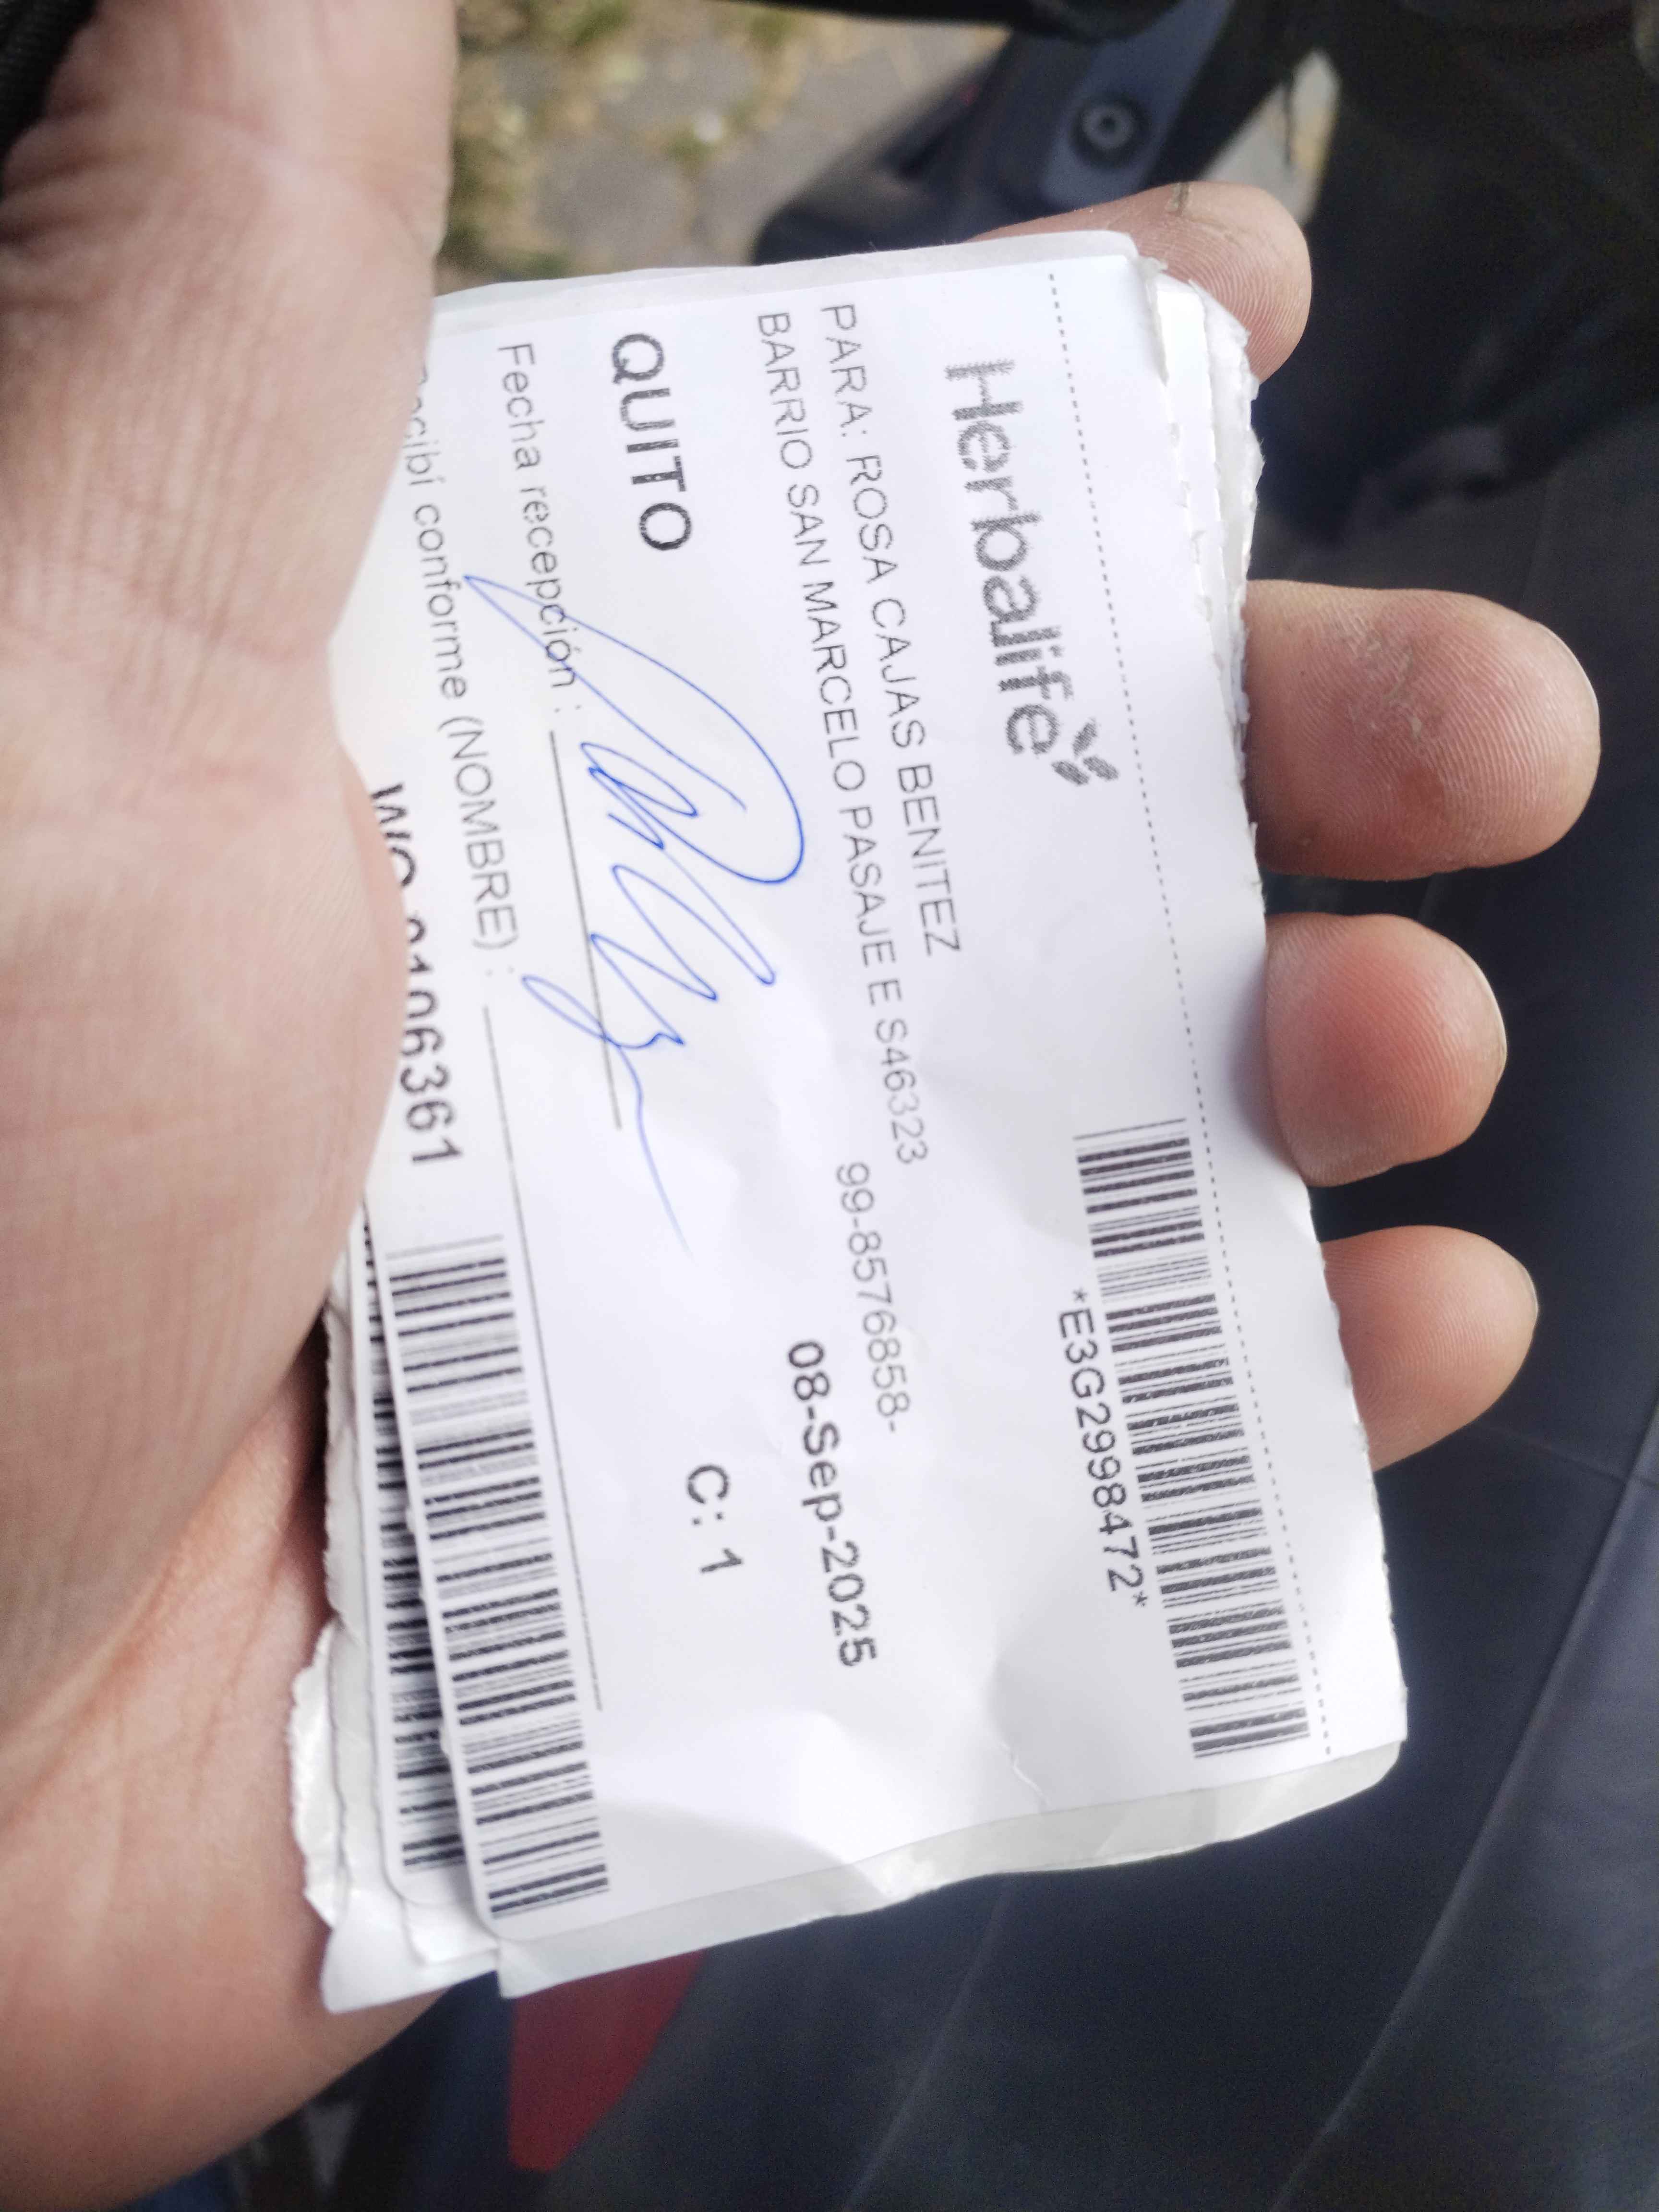 Herbalife
*E3G2998472*
PARA: ROSA CAJAS BENITEZ
BARRIO SAN MARCELO PASAJE E S46323
99-8576858-
08-Sep-2025
QUITO
C: 1
Fecha recepción :
conforme (NOMBRE) :